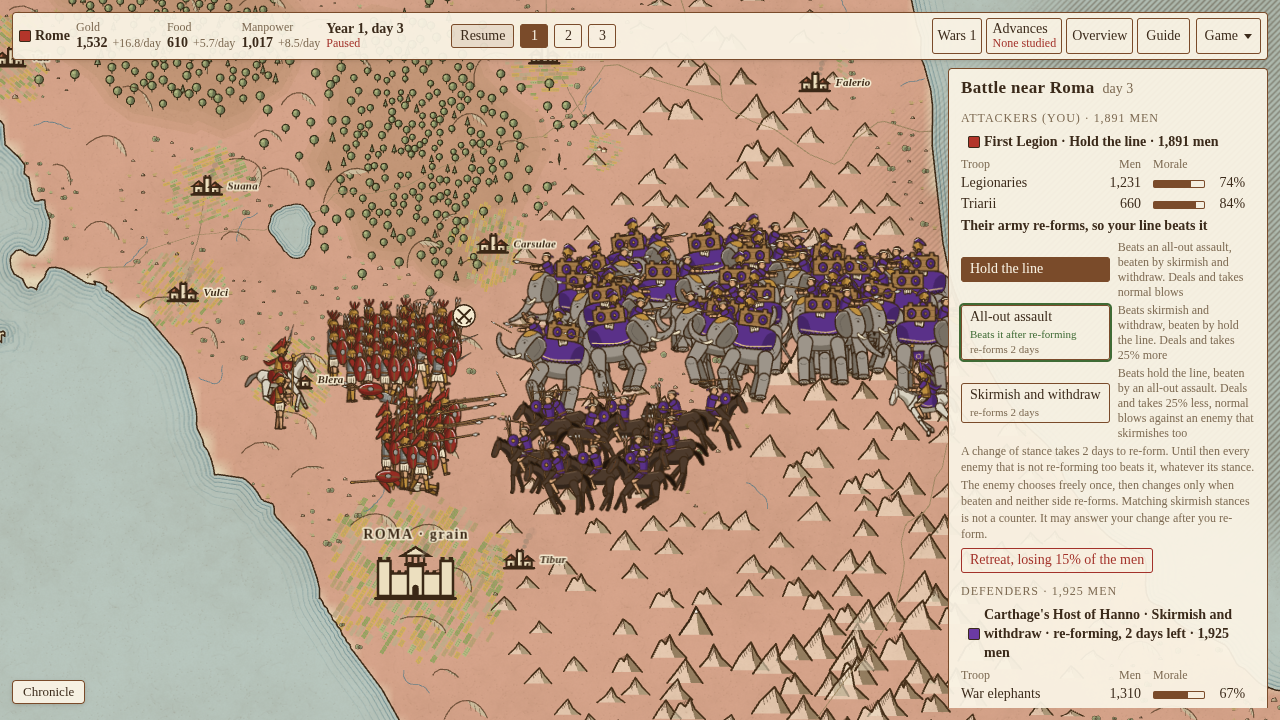 Rome
Gold
1,532 +16.8/day
Food
610 +5.7/day
Manpower
1,017 +8.5/day
Year 1, day 3
Paused
Resume
1
2
3
Wars 1
Advances
None studied
Overview
Guide
Game
Falerio
Suana
Carsulae
Vulci
Blera
ROMA · grain
Tibur
Chronicle
Battle near Roma day 3
ATTACKERS (YOU) · 1,891 MEN
First Legion · Hold the line · 1,891 men
Troop Men Morale
Legionaries 1,231 74%
Triarii 660 84%
Their army re-forms, so your line beats it
Hold the line
Beats an all-out assault,
beaten by skirmish and
withdraw. Deals and takes
normal blows
All-out assault
Beats it after re-forming
re-forms 2 days
Beats skirmish and
withdraw, beaten by hold
the line. Deals and takes
25% more
Skirmish and withdraw
re-forms 2 days
Beats hold the line, beaten
by an all-out assault. Deals
and takes 25% less, normal
blows against an enemy that
skirmishes too
A change of stance takes 2 days to re-form. Until then every
enemy that is not re-forming too beats it, whatever its stance.
The enemy chooses freely once, then changes only when
beaten and neither side re-forms. Matching skirmish stances
is not a counter. It may answer your change after you re-
form.
Retreat, losing 15% of the men
DEFENDERS · 1,925 MEN
Carthage's Host of Hanno · Skirmish and
withdraw · re-forming, 2 days left · 1,925
men
Troop Men Morale
War elephants 1,310 67%